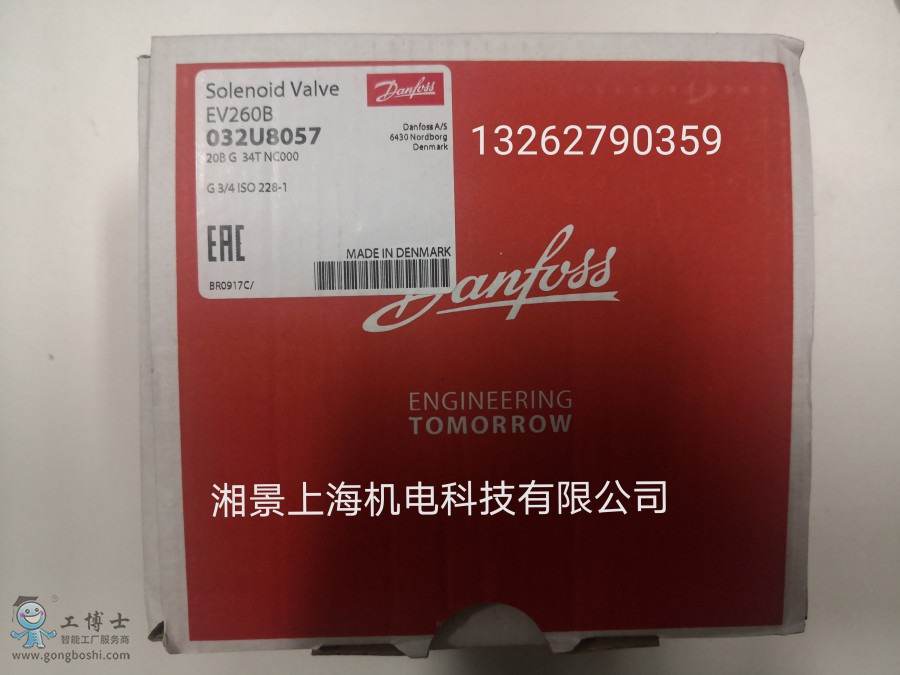 Solenoid Valve
EV260B
032U8057
20B G 34T NC000
G 3/4 ISO 228-1
Danfoss
Danfoss A/S
6430 Nordborg
Denmark
EAC
MADE IN DENMARK
BR0917C/
13262790359
Danfoss
ENGINEERING
TOMORROW
湘景上海机电科技有限公司
工博士
®
智能工厂服务商
www.gongboshi.com